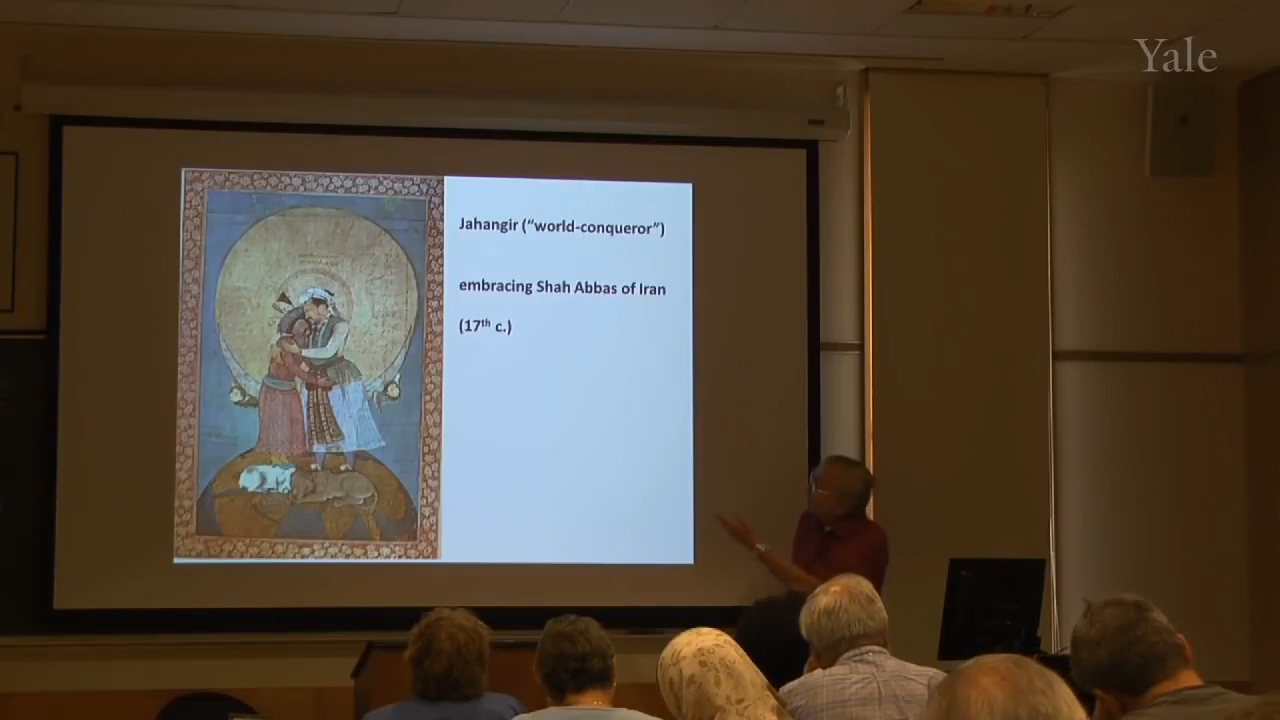 Yale
Jahangir (“world-conqueror”)
embracing Shah Abbas of Iran
(17th c.)